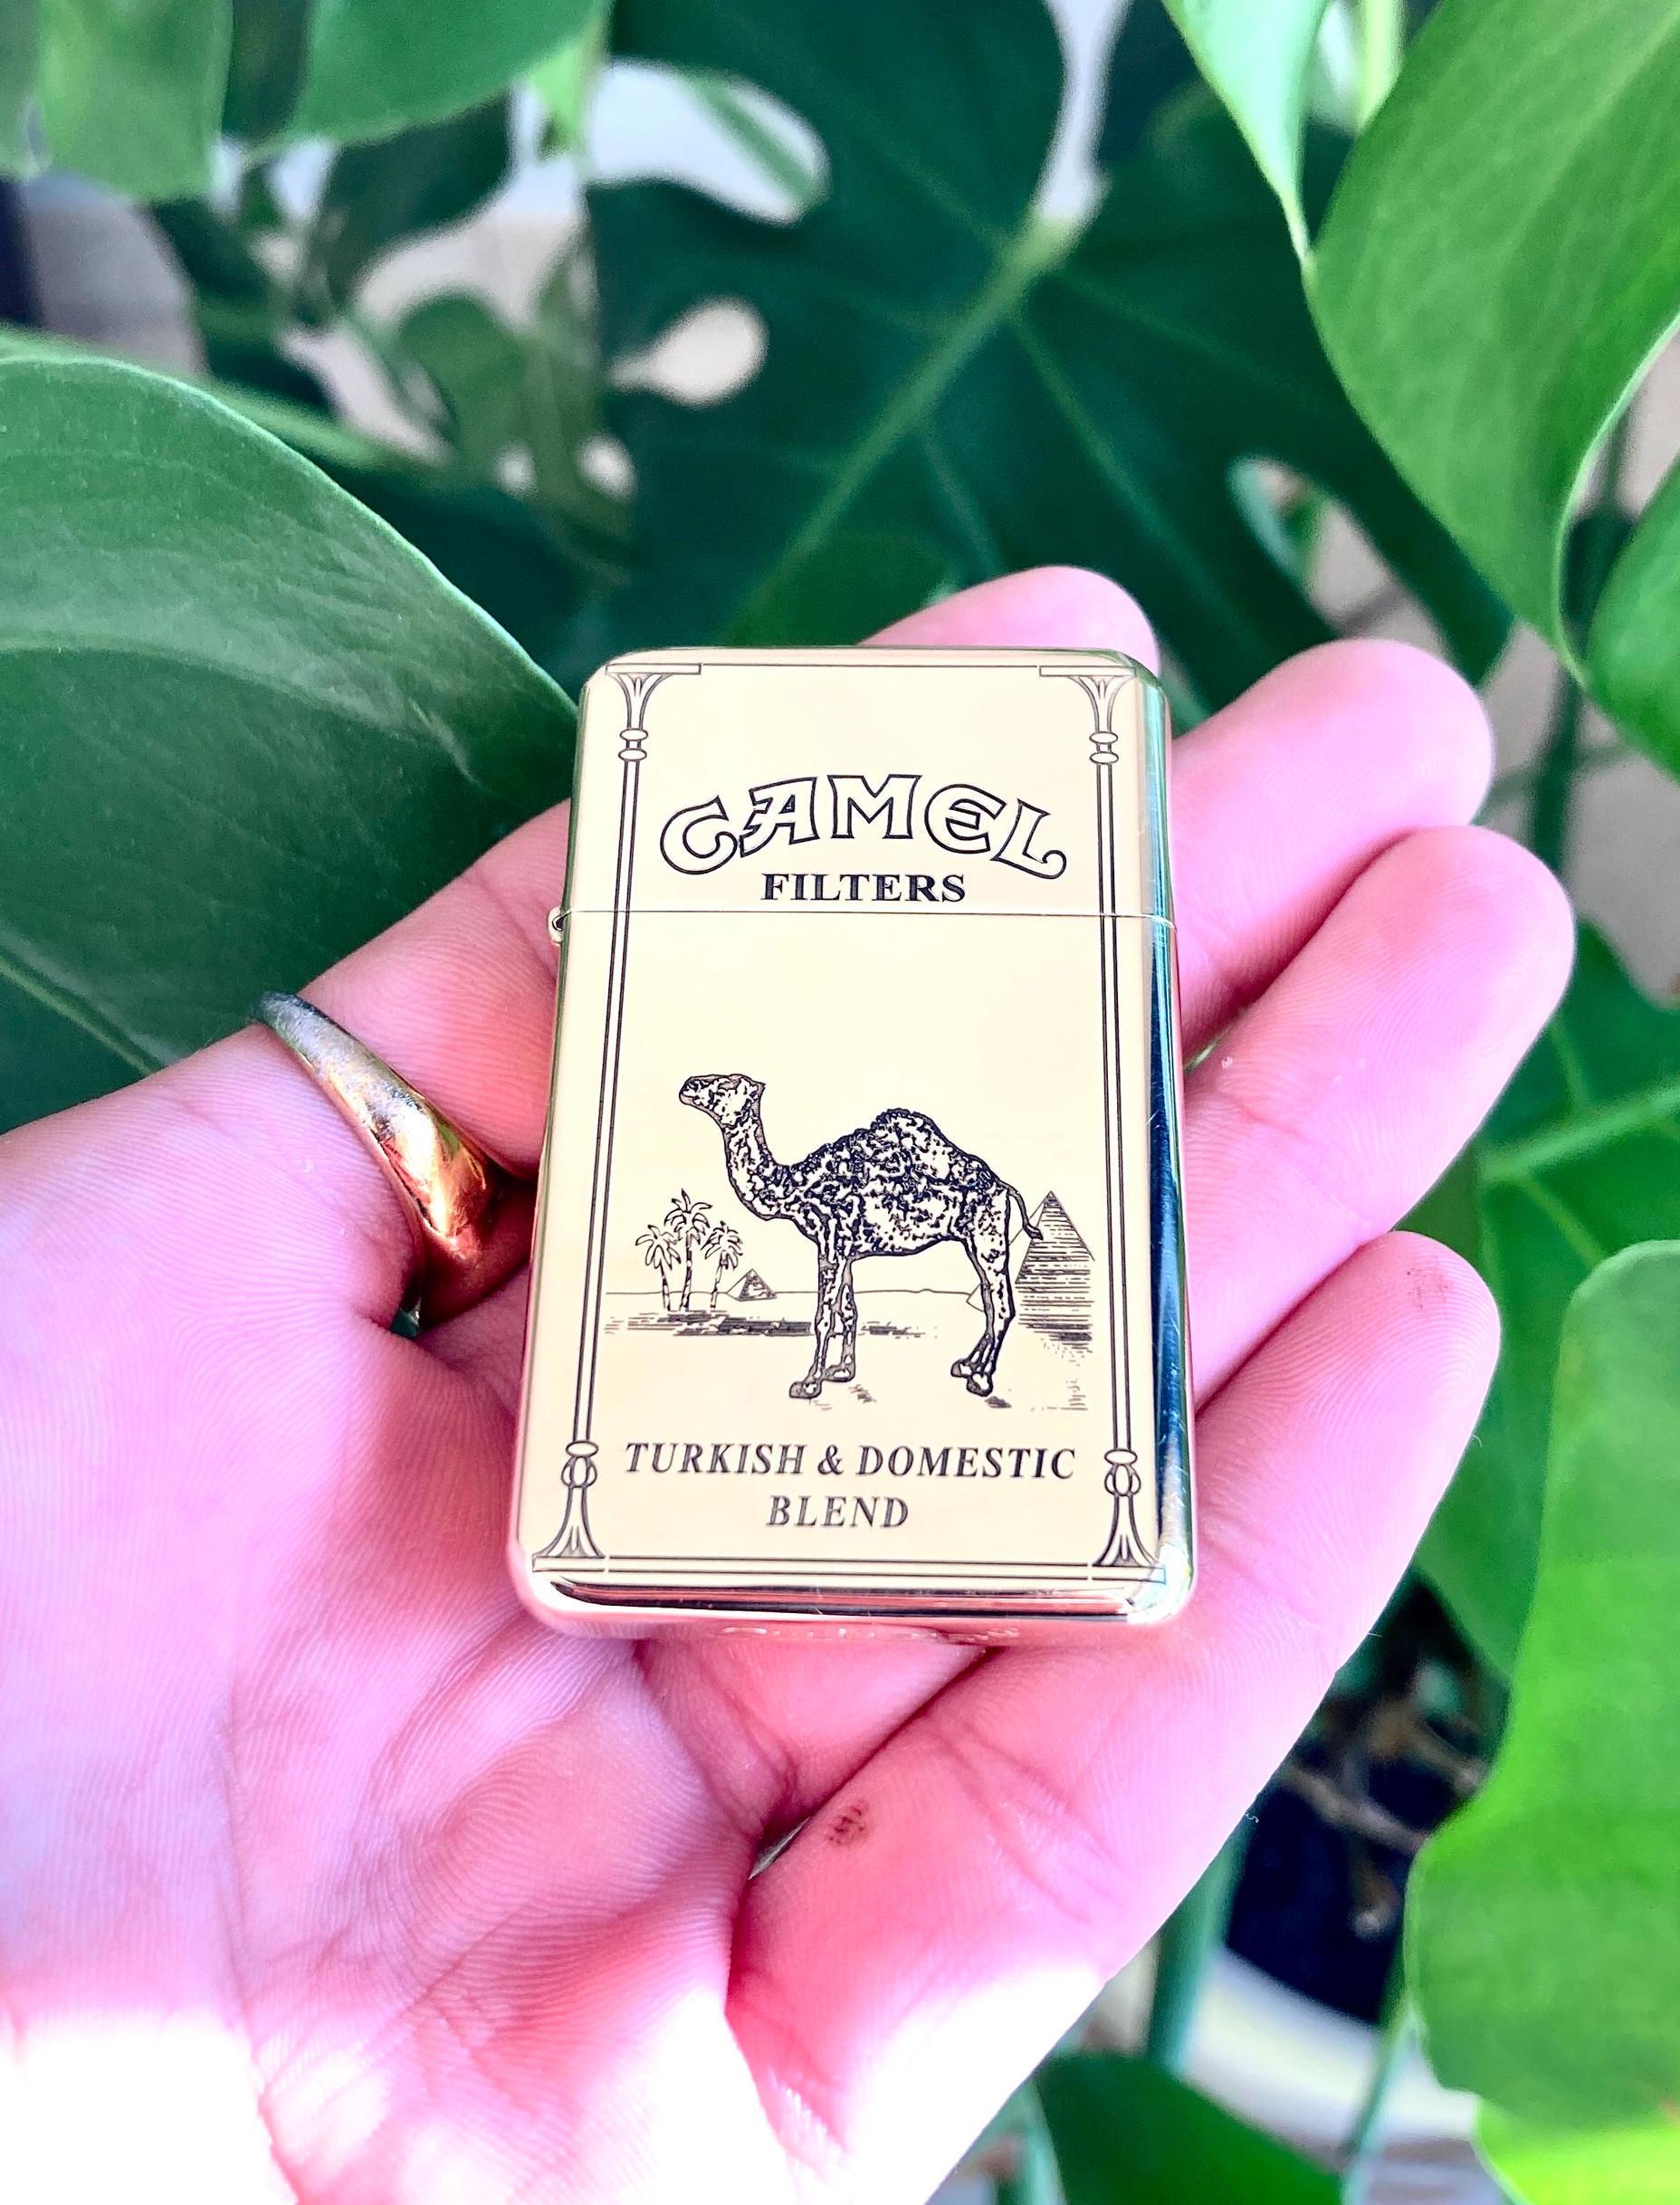 CAMEL
FILTERS
TURKISH & DOMESTIC
BLEND